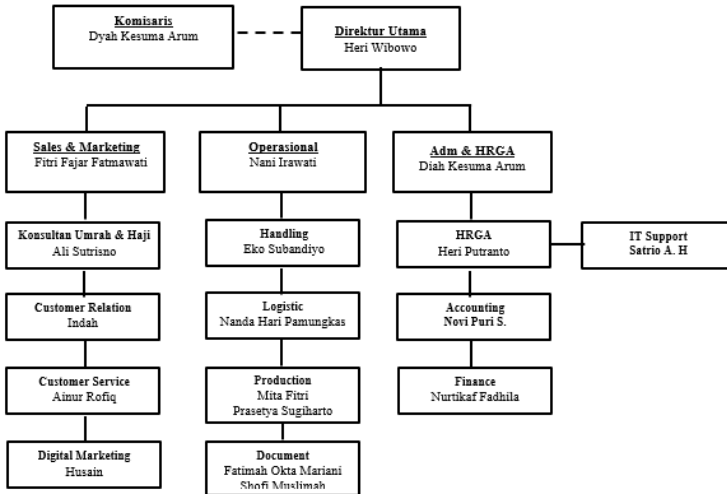 Komisaris
Dyah Kesuma Arum
Direktur Utama
Heri Wibowo
Sales & Marketing
Fitri Fajar Fatmawati
Operasional
Nani Irawati
Adm & HRGA
Diah Kesuma Arum
Konsultan Umrah & Haji
Ali Sutrisno
Handling
Eko Subandiyo
HRGA
Heri Putranto
IT Support
Satrio A. H
Customer Relation
Indah
Logistic
Nanda Hari Pamungkas
Accounting
Novi Puri S.
Customer Service
Ainur Rofiq
Production
Mita Fitri
Prasetya Sugiharto
Finance
Nurtikaf Fadhila
Digital Marketing
Husain
Document
Fatimah Okta Mariani
Shofi Muslimah